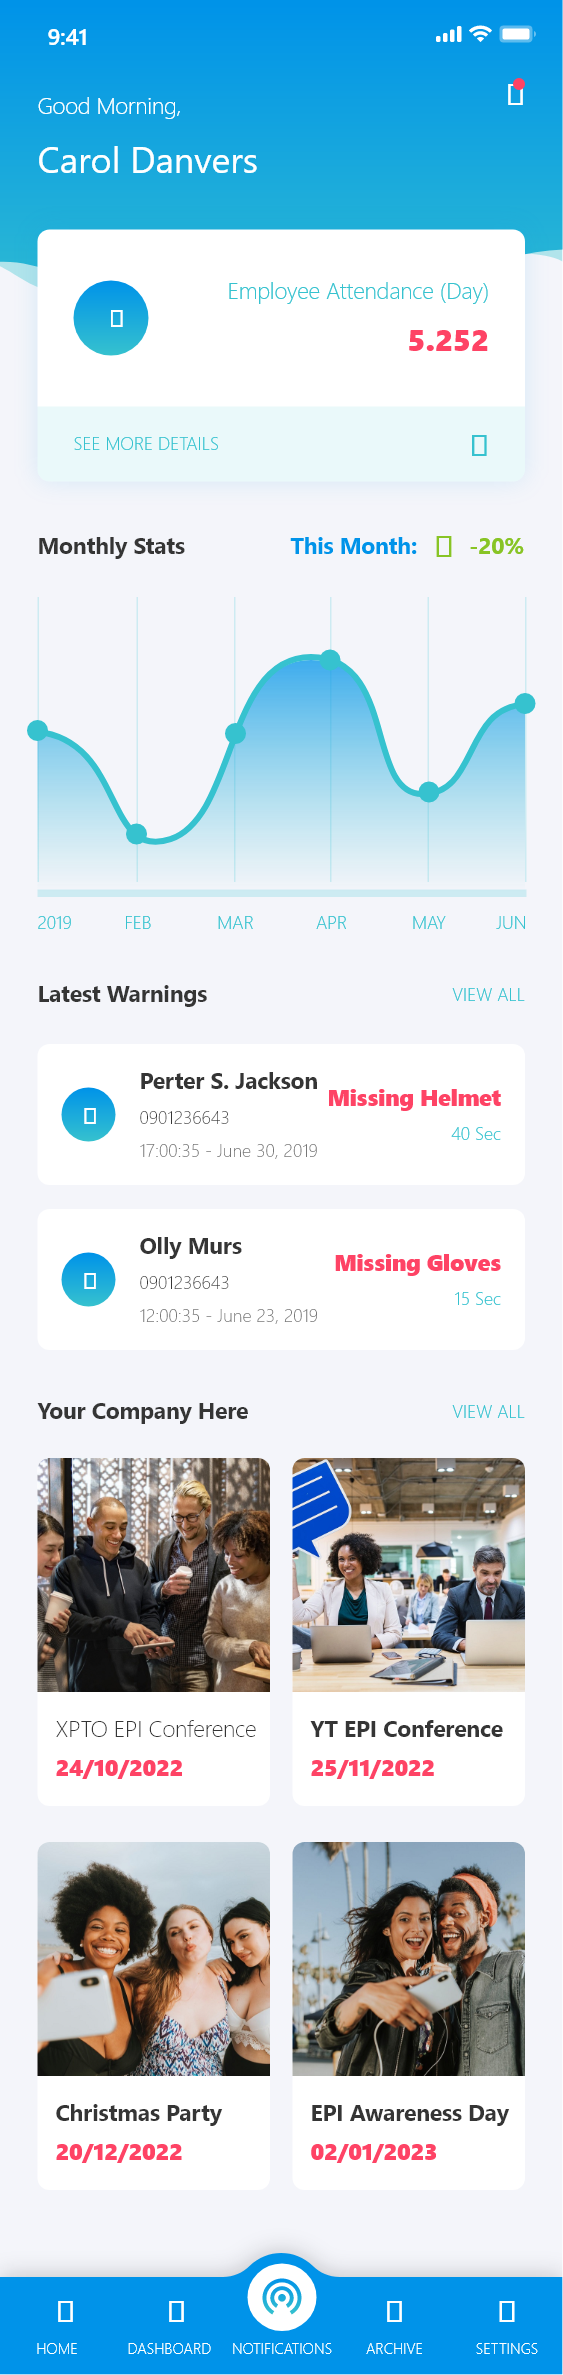 9:41
Good Morning,
Carol Danvers
Employee Attendance (Day)
5.252
SEE MORE DETAILS
Monthly Stats
This Month: -20%
2019 FEB MAR APR MAY JUN
Latest Warnings
VIEW ALL
Perter S. Jackson
Missing Helmet
0901236643
40 Sec
17:00:35 - June 30, 2019
Olly Murs
Missing Gloves
0901236643
15 Sec
12:00:35 - June 23, 2019
Your Company Here
VIEW ALL
XPTO EPI Conference
24/10/2022
YT EPI Conference
25/11/2022
Christmas Party
20/12/2022
EPI Awareness Day
02/01/2023
HOME DASHBOARD NOTIFICATIONS ARCHIVE SETTINGS